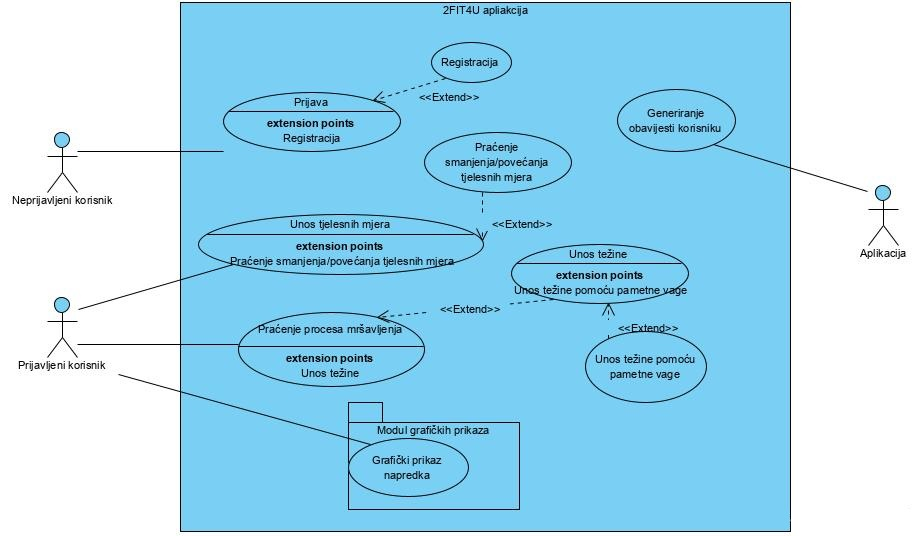 2FIT4U apliakcija
Registracija
<<Extend>>
Prijava
extension points
Registracija
Generiranje
obavijesti korisniku
Praćenje
smanjenja/povećanja
tjelesnih mjera
Neprijavljeni korisnik
<<Extend>>
Unos tjelesnih mjera
extension points
Praćenje smanjenja/povećanja tjelesnih mjera
Aplikacija
Unos težine
extension points
Unos težine pomoću pametne vage
<<Extend>>
Praćenje procesa mršavljenja
extension points
Unos težine
<<Extend>>
Unos težine pomoću
pametne vage
Prijavljeni korisnik
Modul grafičkih prikaza
Grafički prikaz
napredka